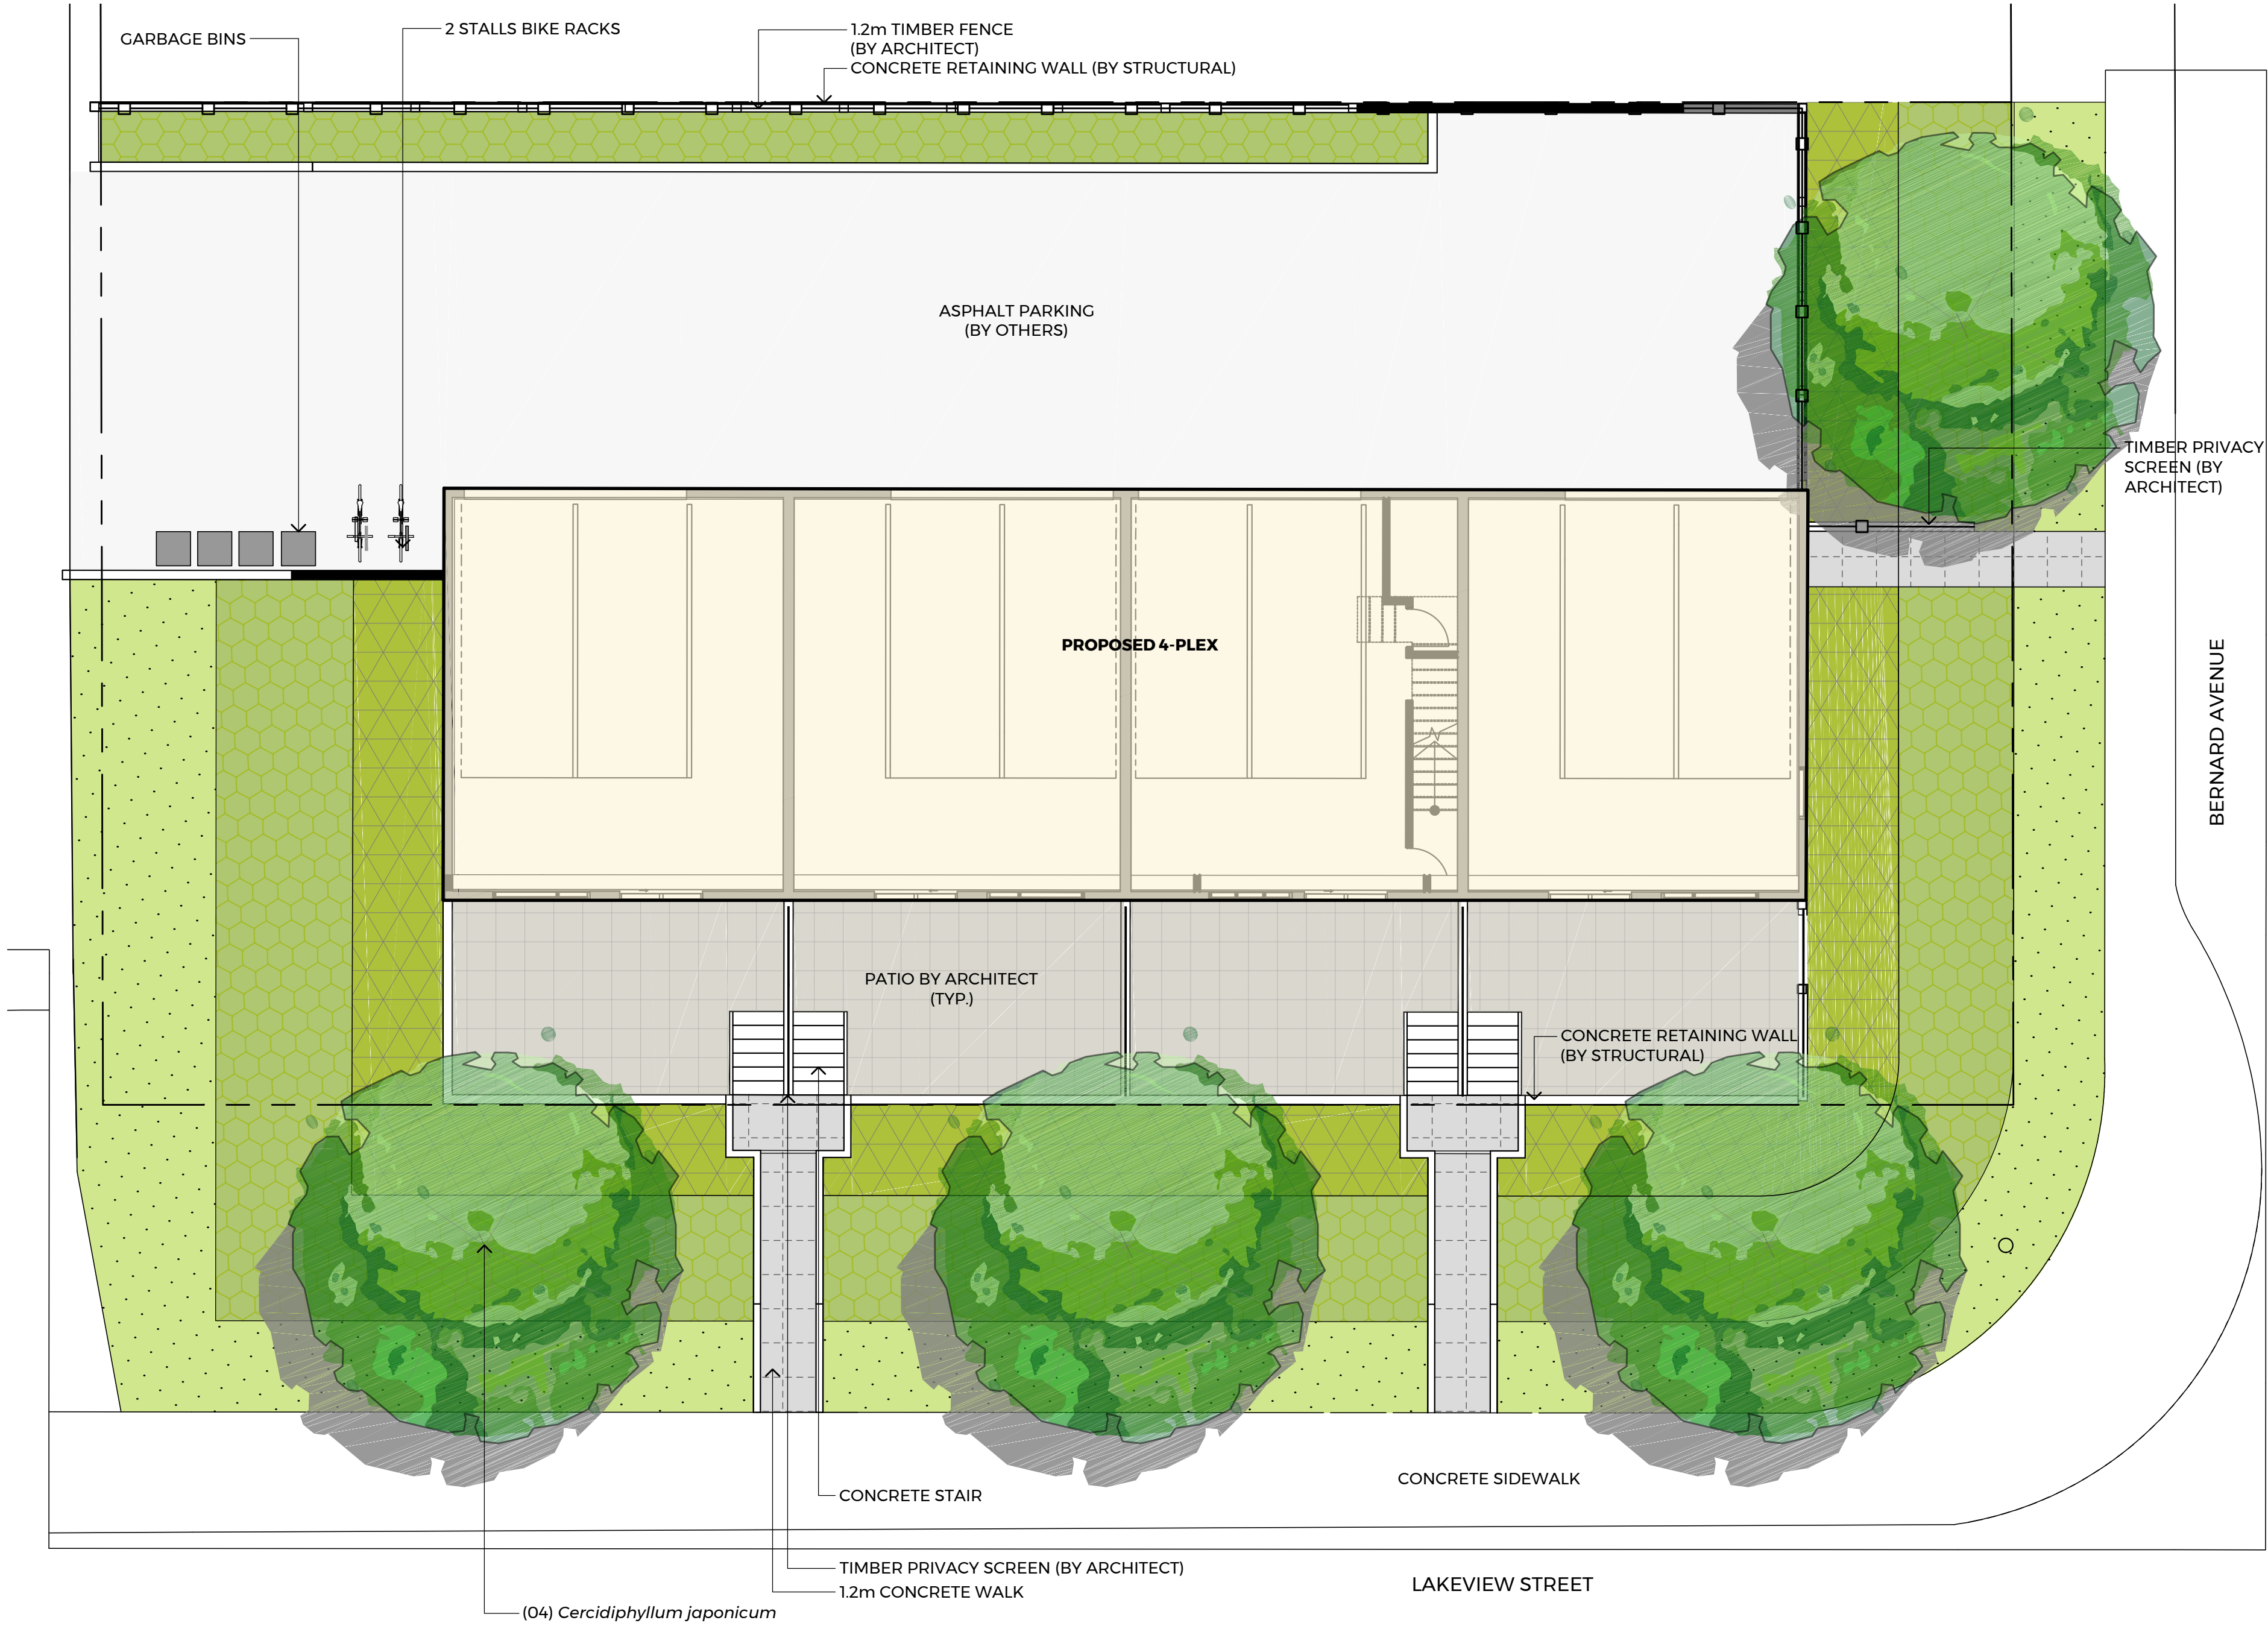 2 STALLS BIKE RACKS
1.2m TIMBER FENCE
(BY ARCHITECT)
GARBAGE BINS
CONCRETE RETAINING WALL (BY STRUCTURAL)
ASPHALT PARKING
(BY OTHERS)
TIMBER PRIVACY
SCREEN (BY
ARCHITECT)
PROPOSED 4-PLEX
BERNARD AVENUE
PATIO BY ARCHITECT
(TYP.)
CONCRETE RETAINING WALL
(BY STRUCTURAL)
CONCRETE SIDEWALK
CONCRETE STAIR
TIMBER PRIVACY SCREEN (BY ARCHITECT)
1.2m CONCRETE WALK
LAKEVIEW STREET
(04) Cercidiphyllum japonicum